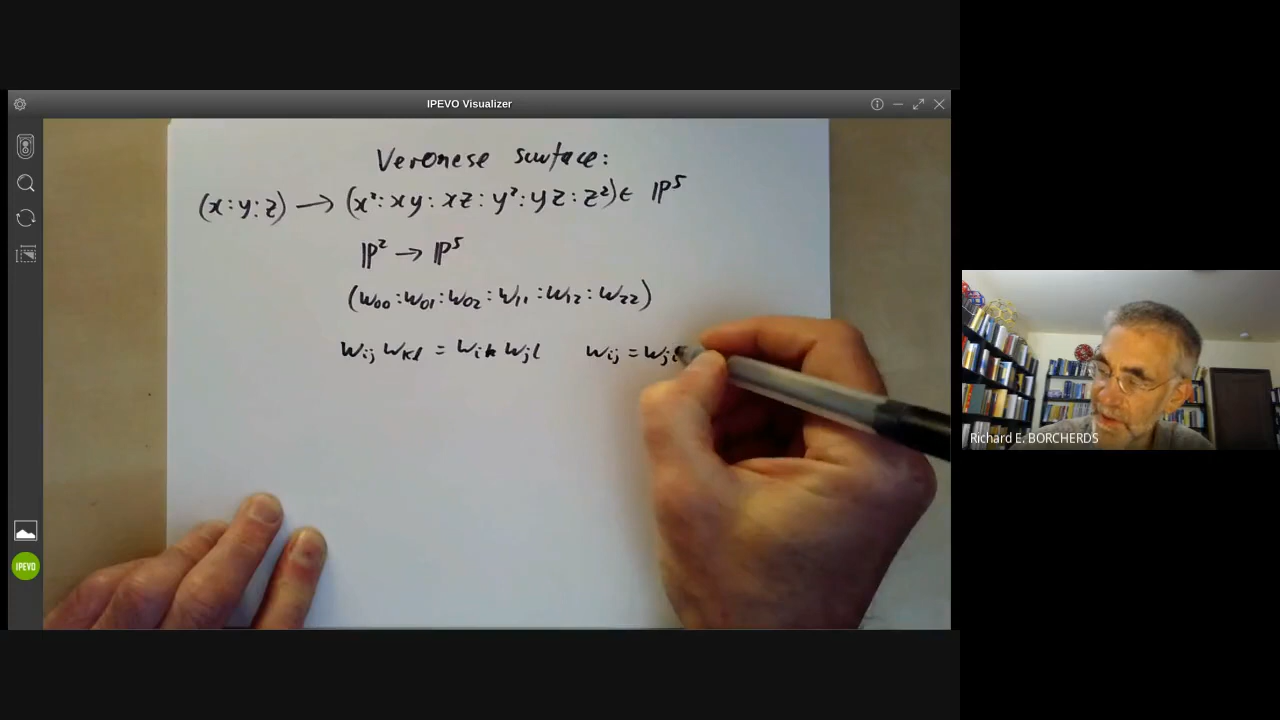 IPEVO Visualizer
Veronese surface:
(x:y:z) → (x²: xy: xz: y²: yz: z²) ∈ ℙ⁵
ℙ² → ℙ⁵
(w₀₀:w₀₁:w₀₂:w₁₁:w₁₂:w₂₂)
wᵢⱼ wₖₗ = wᵢₖ wⱼₗ wᵢⱼ = wⱼᵢ
Richard E. BORCHERDS
IPEVO